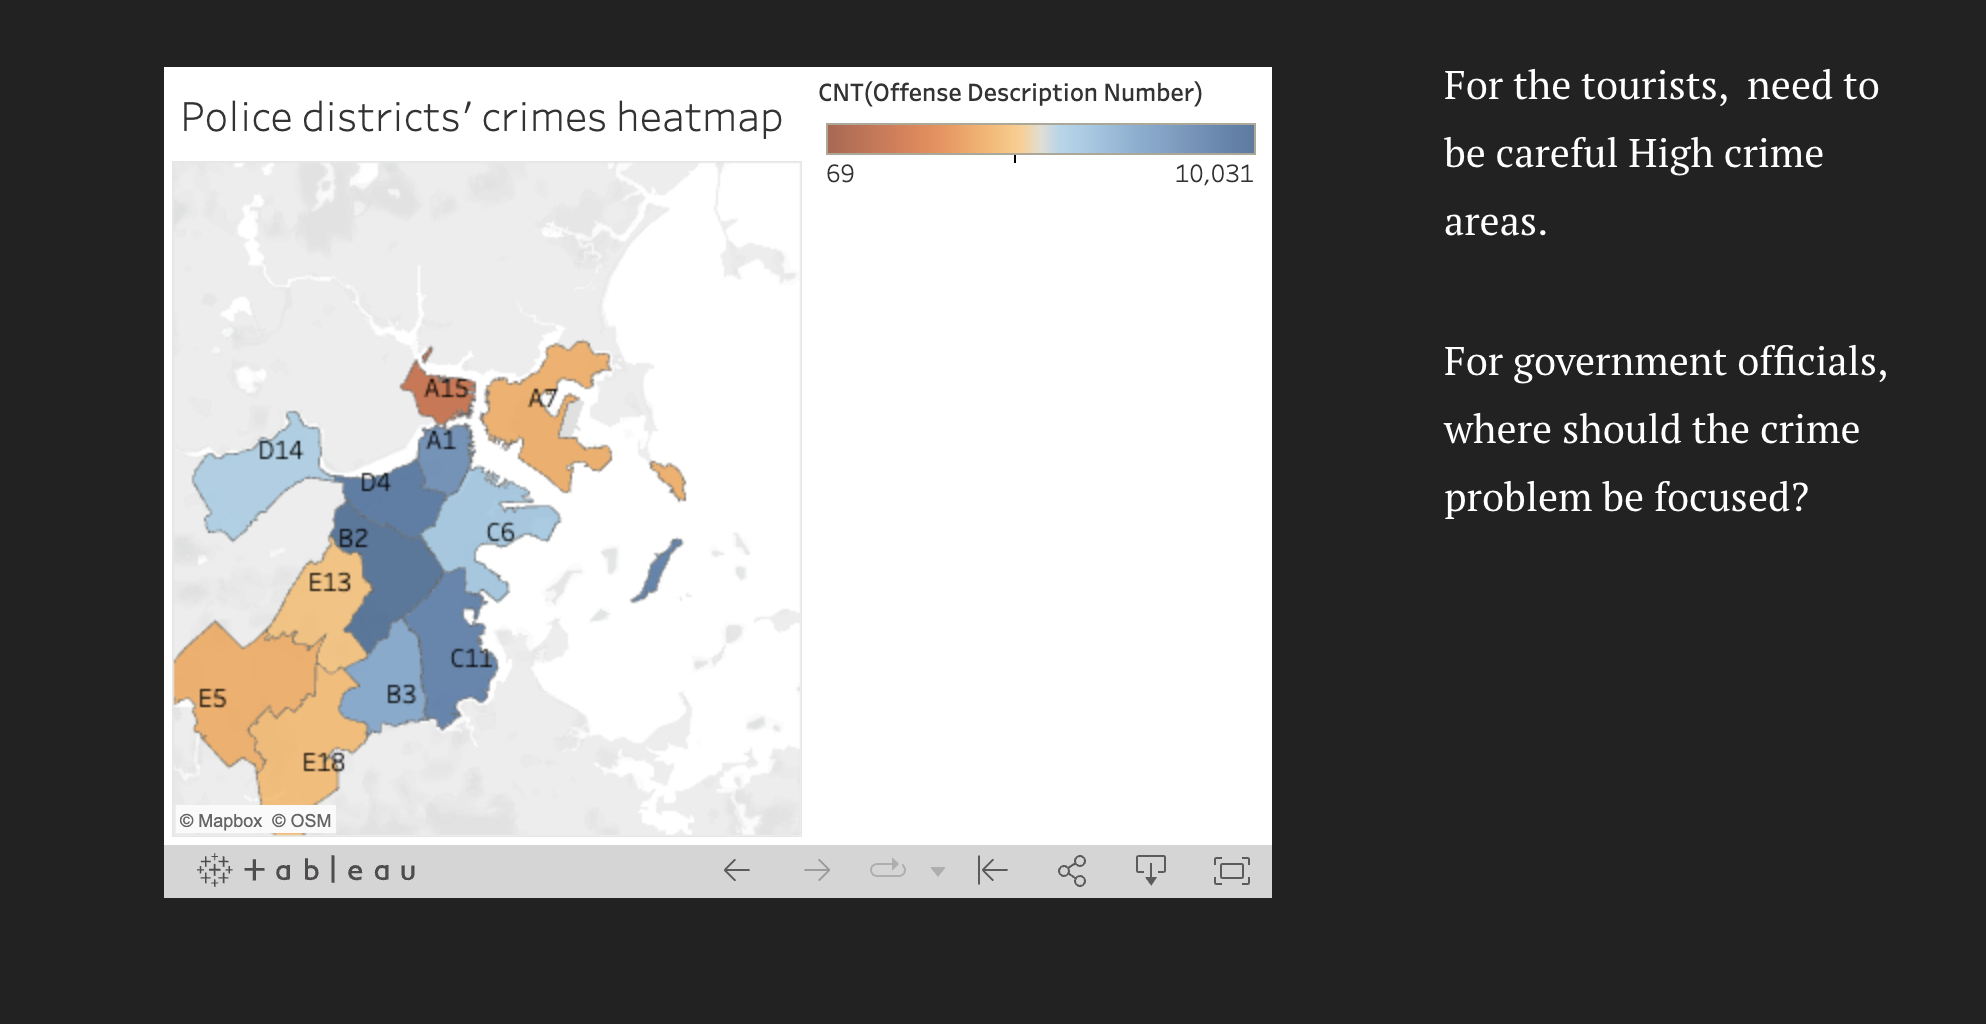 Police districts' crimes heatmap
CNT(Offense Description Number)
69
10,031
A15
A7
A1
D14
D4
B2
C6
E13
C11
E5
B3
E18
© Mapbox © OSM
+ableau
For the tourists,  need to
be careful High crime
areas.
For government officials,
where should the crime
problem be focused?